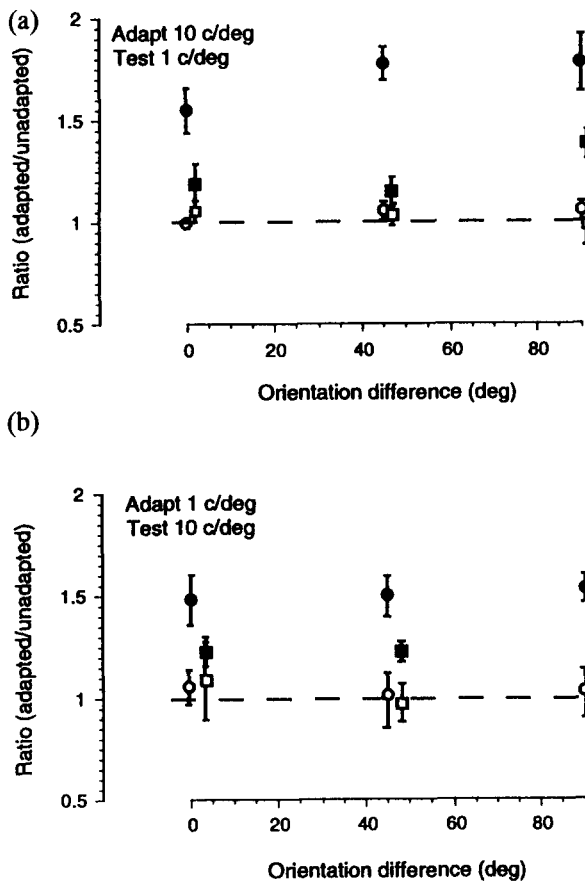 (a)
Adapt 10 c/deg
Test 1 c/deg
Ratio (adapted/unadapted)
2
1.5
1
0.5
0
20
40
60
80
Orientation difference (deg)
(b)
Adapt 1 c/deg
Test 10 c/deg
Ratio (adapted/unadapted)
2
1.5
1
0.5
0
20
40
60
80
Orientation difference (deg)